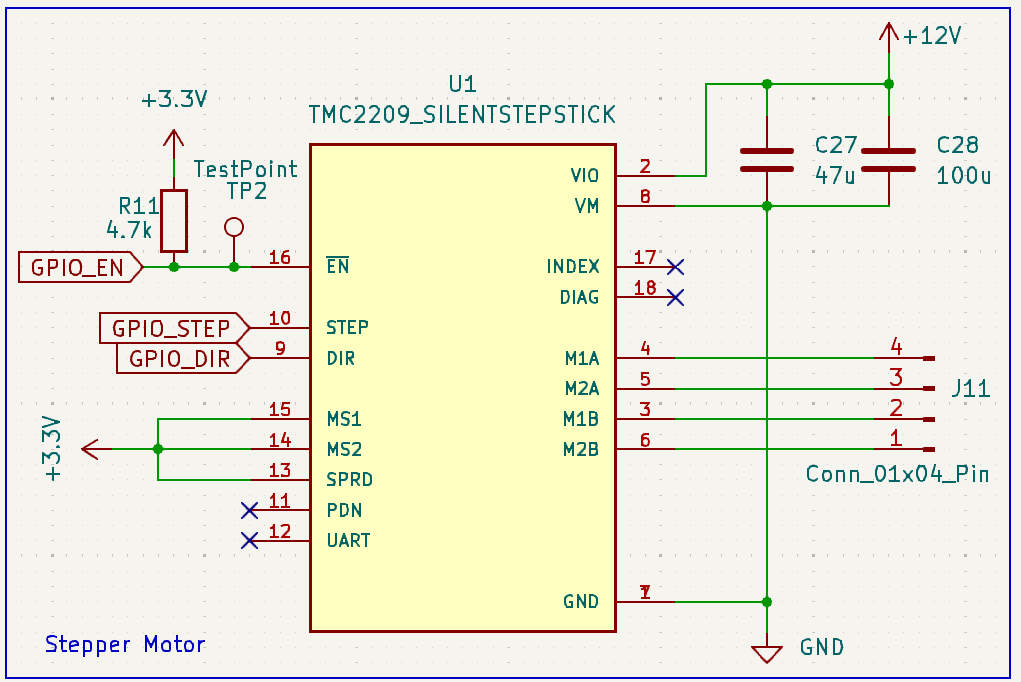 +12V
U1
TMC2209_SILENTSTEPSTICK
+3.3V
TestPoint
TP2
R11
4.7k
C27
47u
C28
100u
VIO 2
VM 8
GPIO_EN
16 EN
INDEX 17
DIAG 18
GPIO_STEP
10 STEP
GPIO_DIR
9 DIR
M1A 4 4
M2A 5 3
J11
+3.3V
15 MS1
M1B 3 2
14 MS2
M2B 6 1
13 SPRD
Conn_01x04_Pin
11 PDN
12 UART
GND
Stepper Motor
GND